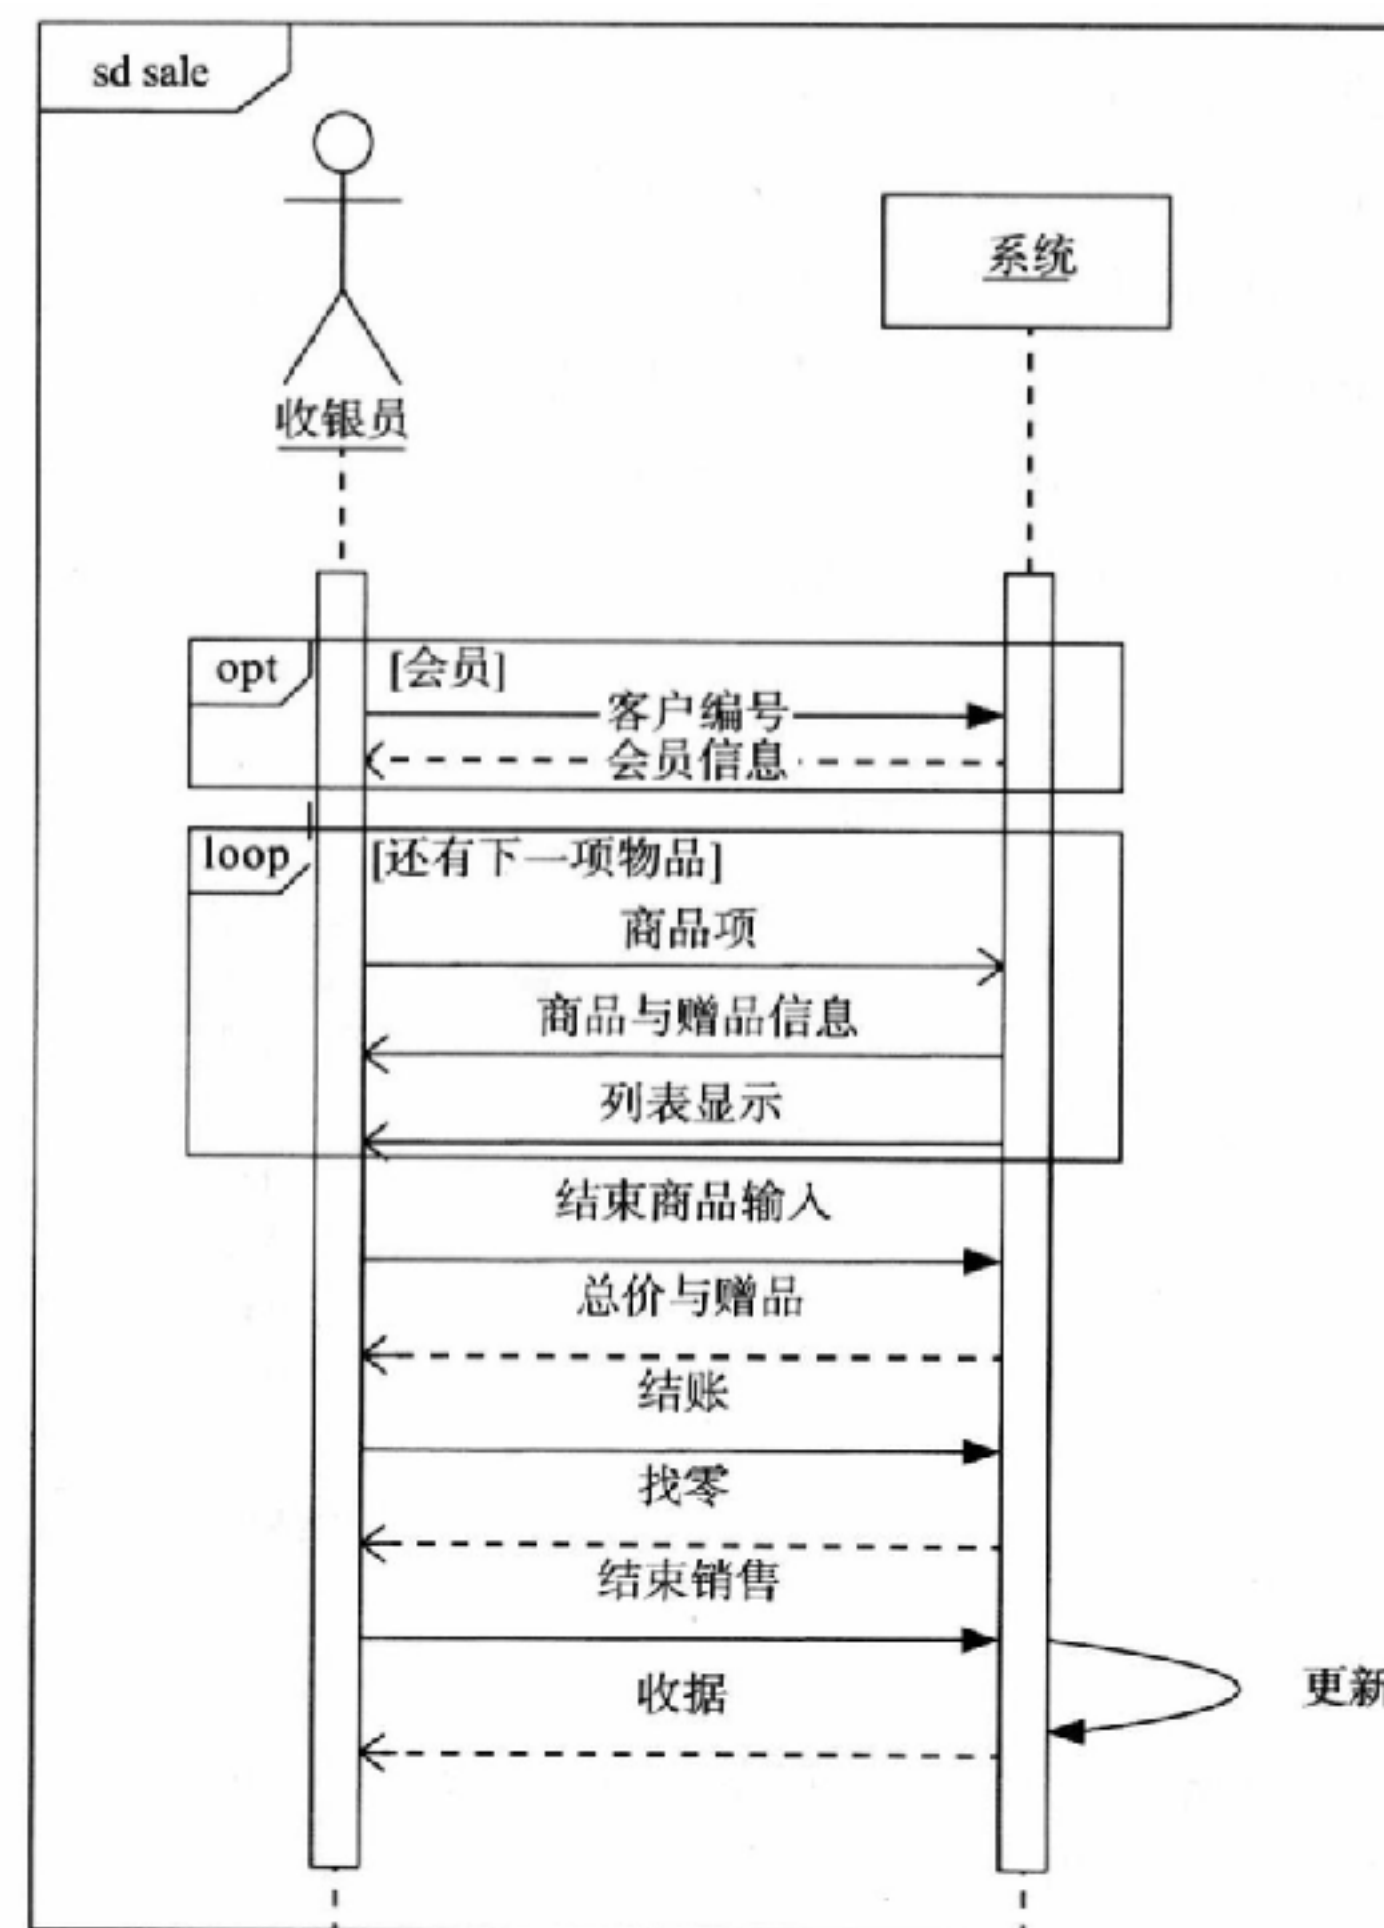 sd sale
系统
收银员
opt
[会员]
客户编号
会员信息
loop
[还有下一项物品]
商品项
商品与赠品信息
列表显示
结束商品输入
总价与赠品
结账
找零
结束销售
更新
收据